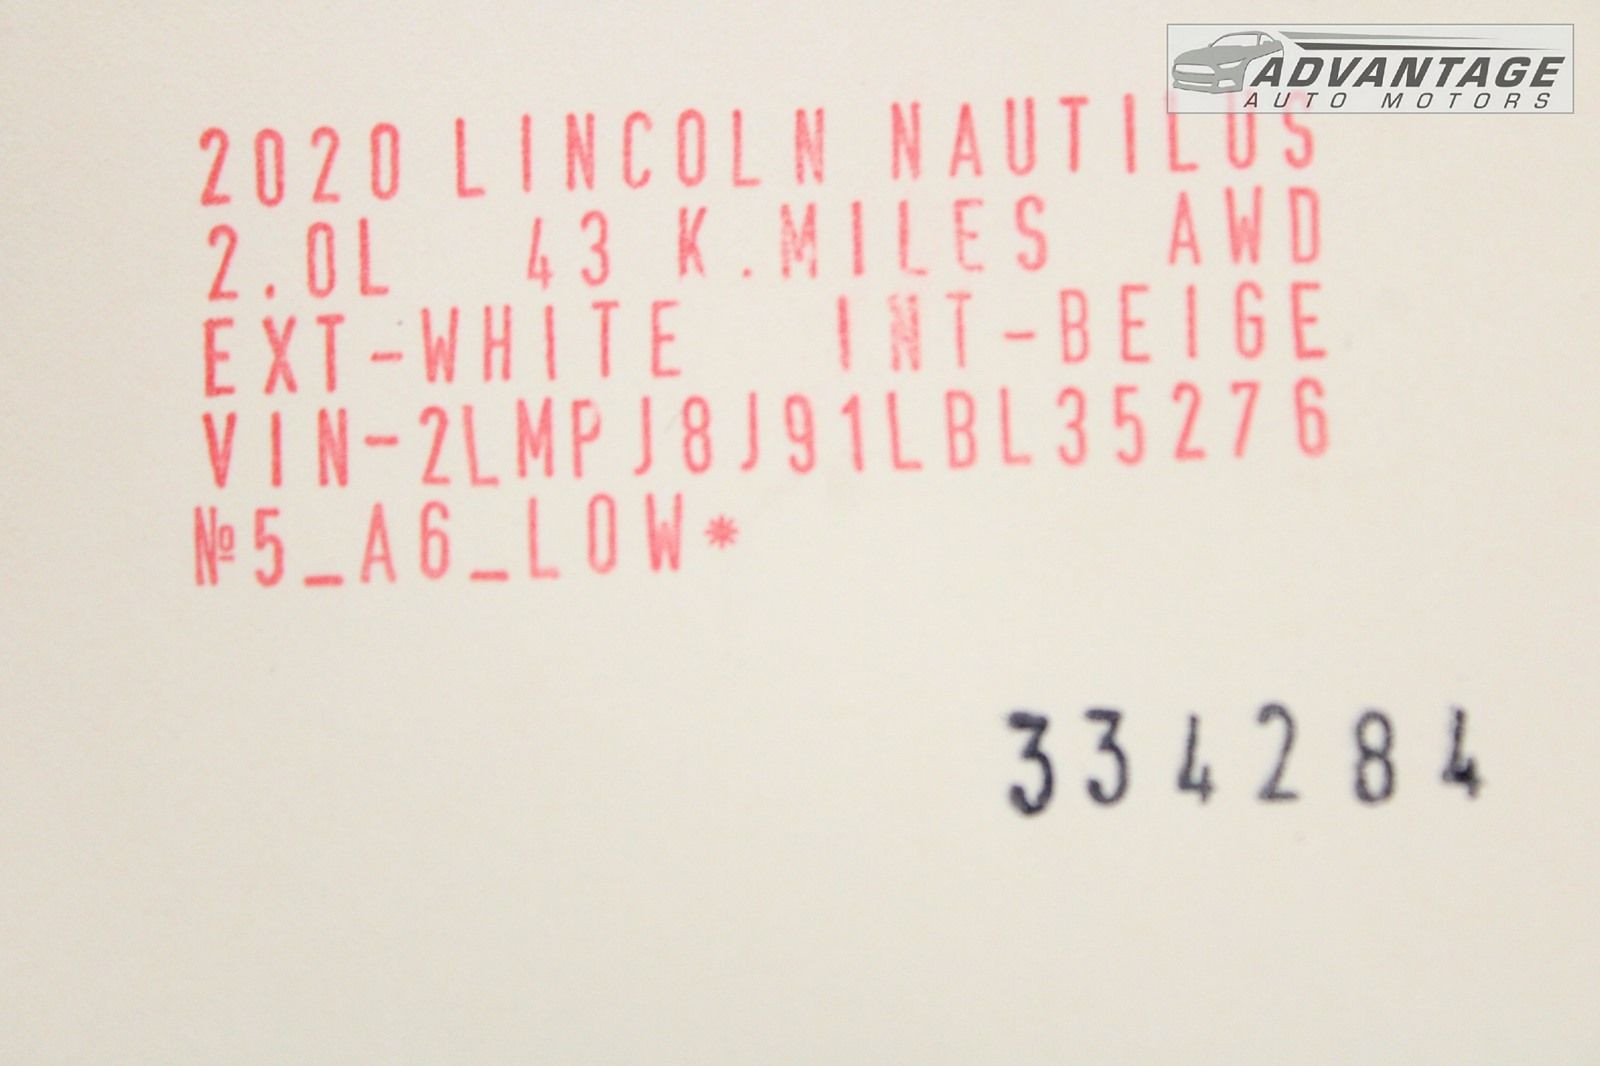 ADVANTAGE
AUTO MOTORS
2020 LINCOLN NAUTILUS
2.0L 43 K.MILES AWD
EXT-WHITE INT-BEIGE
VIN-2LMPJ8J91LBL35276
№5_A6_LOW*
334284